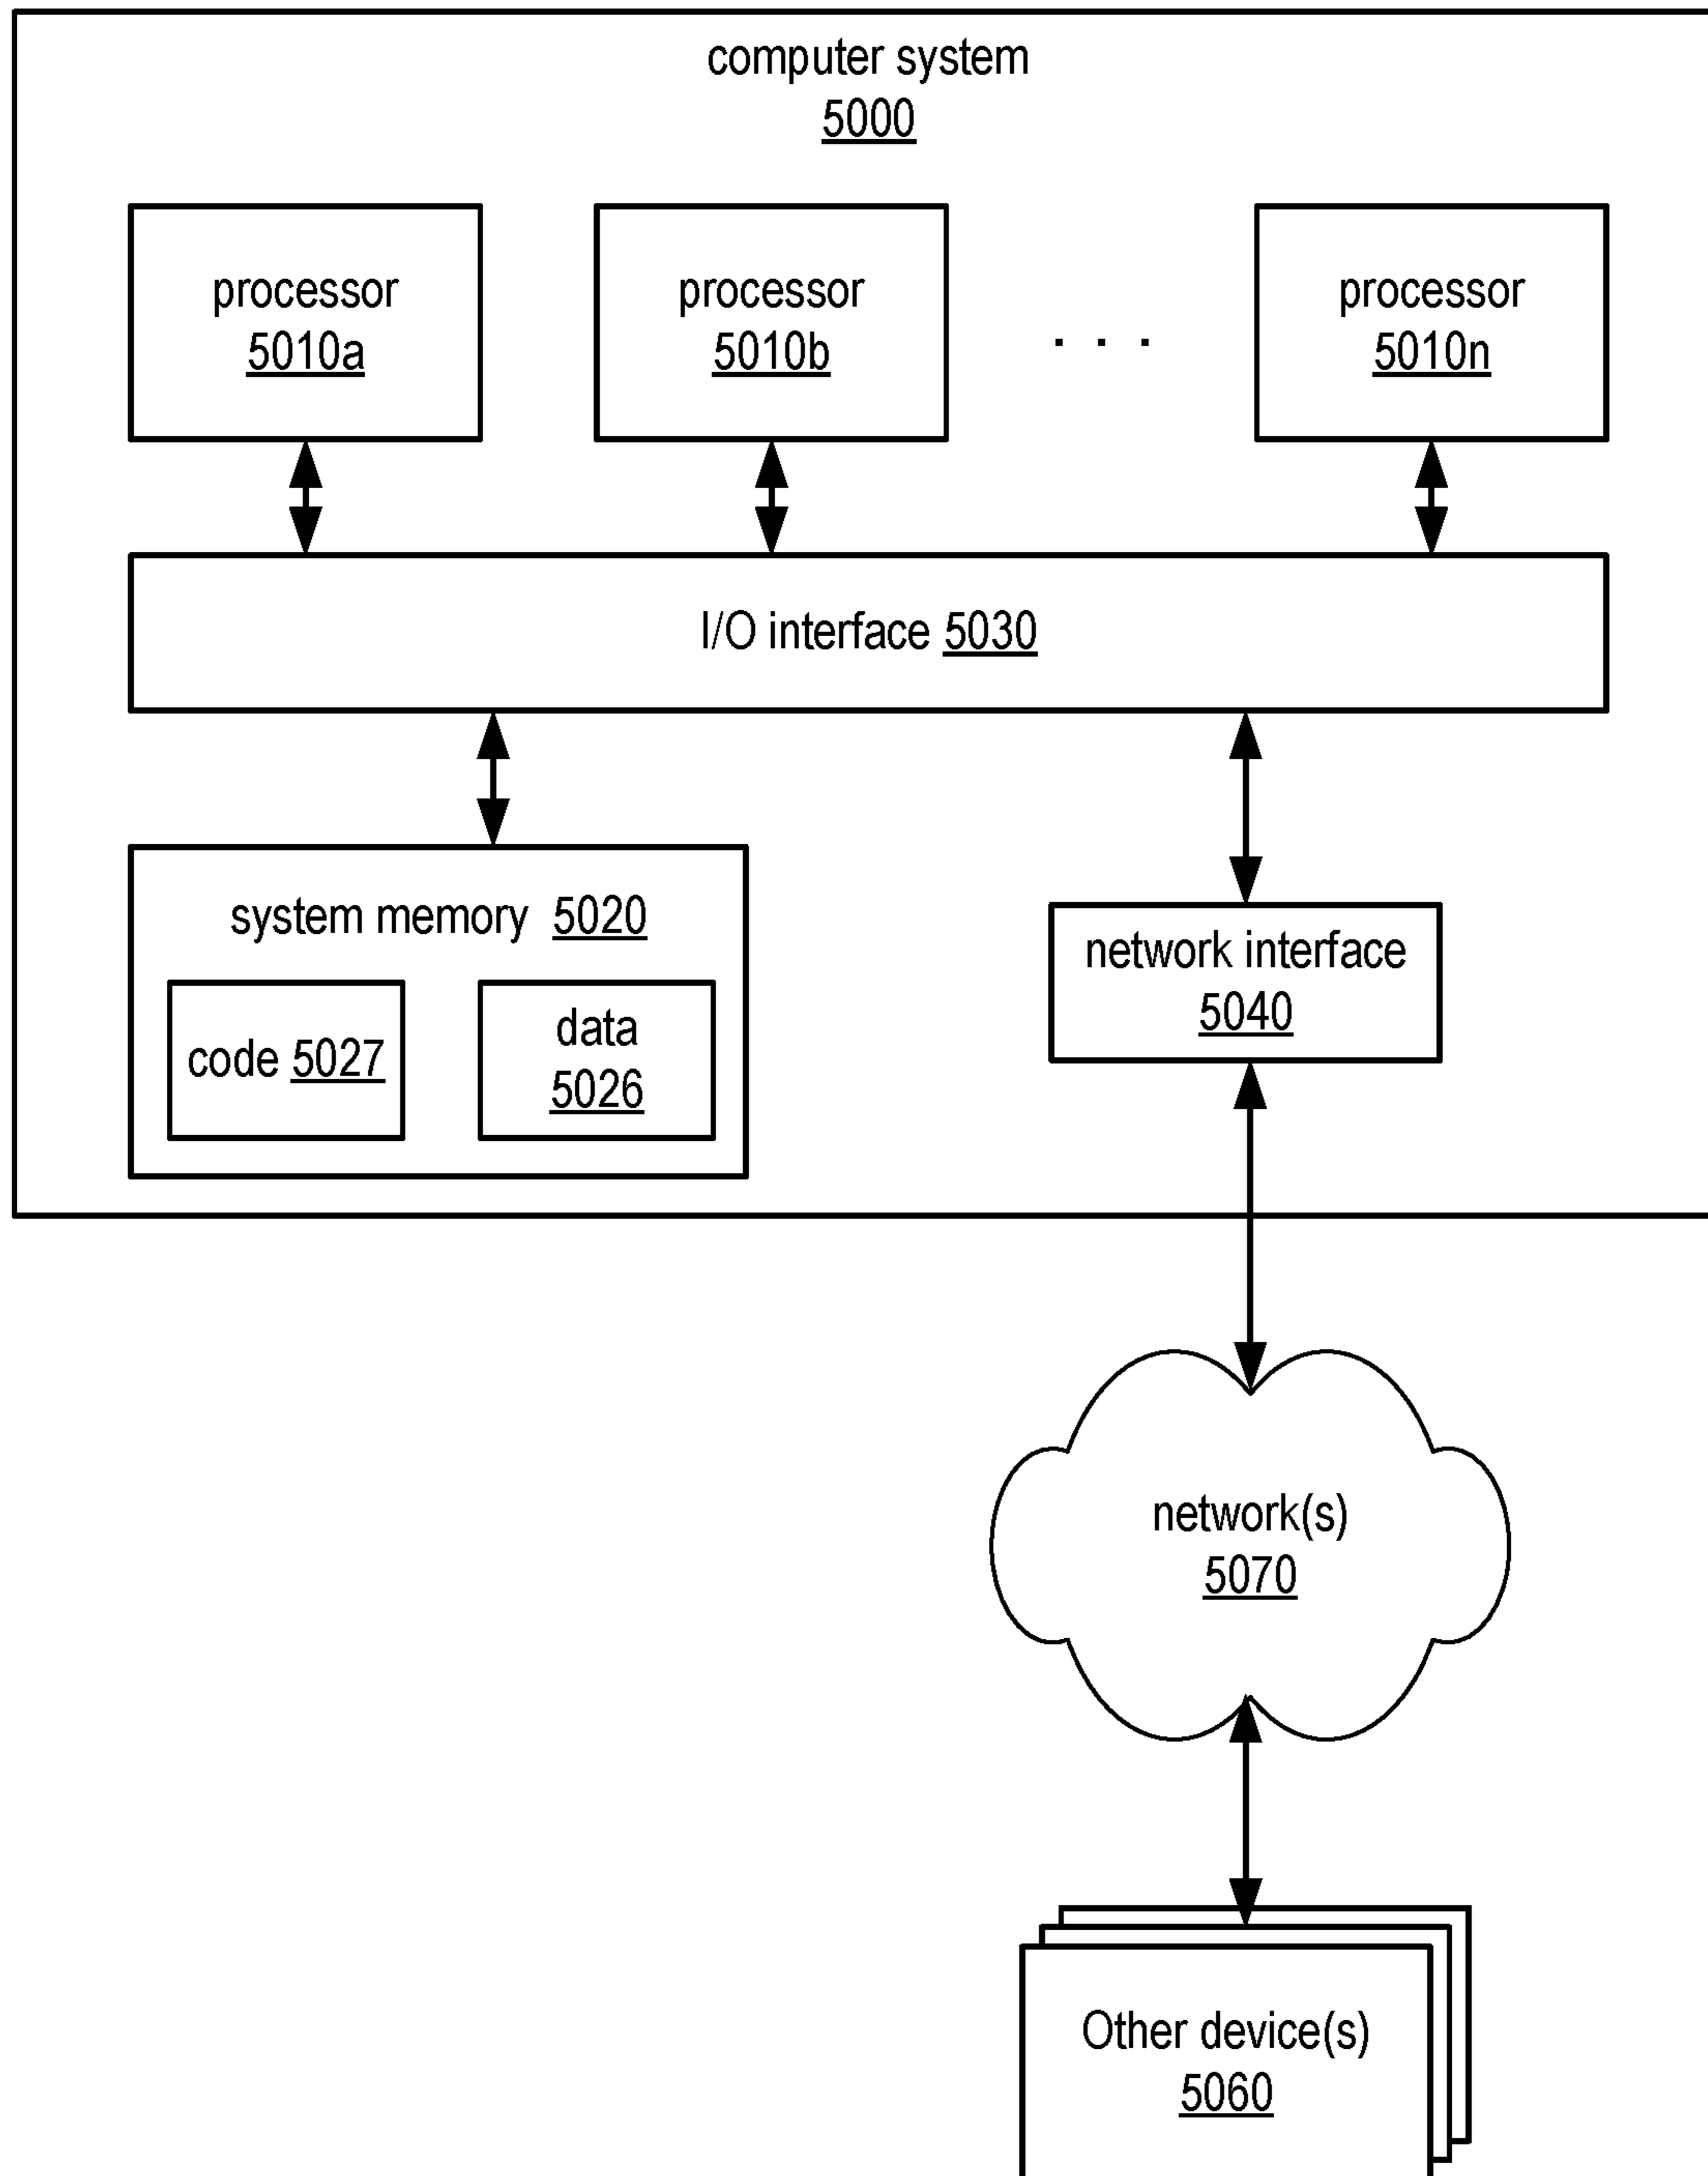 computer system
5000
processor
5010a
processor
5010b
. . .
processor
5010n
I/O interface 5030
system memory 5020
code 5027
data
5026
network interface
5040
network(s)
5070
Other device(s)
5060